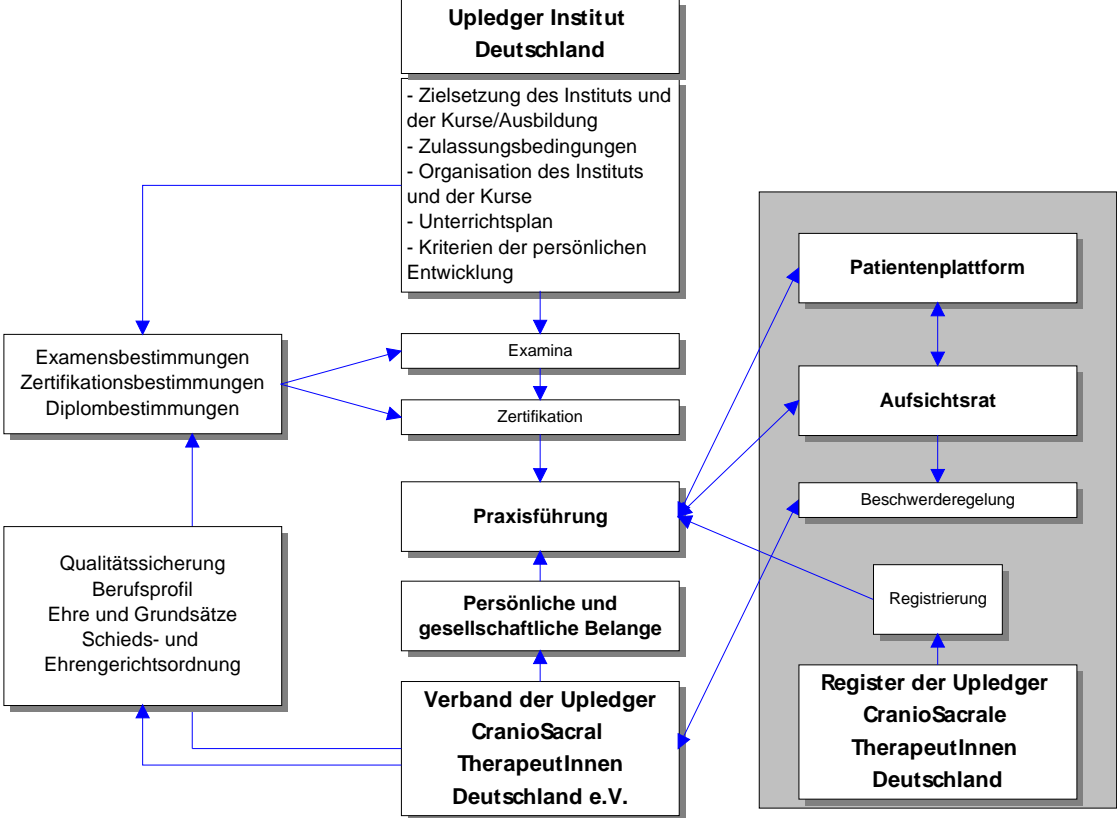 Upledger Institut
Deutschland
- Zielsetzung des Instituts und
der Kurse/Ausbildung
- Zulassungsbedingungen
- Organisation des Instituts
und der Kurse
- Unterrichtsplan
- Kriterien der persönlichen
Entwicklung
Examensbestimmungen
Zertifikationsbestimmungen
Diplombestimmungen
Examina
Zertifikation
Praxisführung
Qualitätssicherung
Berufsprofil
Ehre und Grundsätze
Schieds- und
Ehrengerichtsordnung
Persönliche und
gesellschaftliche Belange
Verband der Upledger
CranioSacral
TherapeutInnen
Deutschland e.V.
Patientenplattform
Aufsichtsrat
Beschwerderegelung
Registrierung
Register der Upledger
CranioSacrale
TherapeutInnen
Deutschland